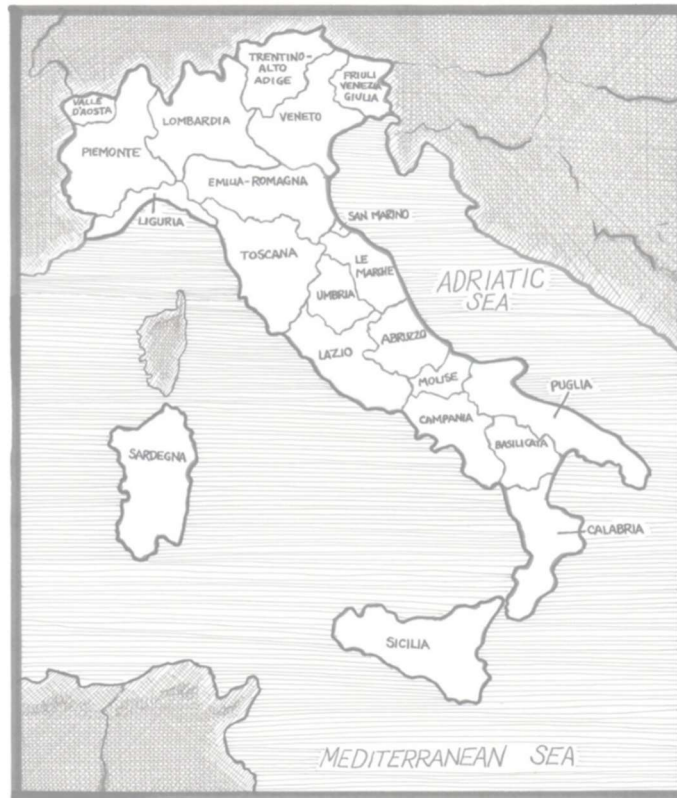 TRENTINO-
ALTO
ADIGE
FRIULI
VENEZIA
GIULIA
VALLE
D'AOSTA
LOMBARDIA
VENETO
PIEMONTE
EMILIA-ROMAGNA
LIGURIA
SAN MARINO
TOSCANA
LE
MARCHE
ADRIATIC
SEA
UMBRIA
ABRUZZO
LAZIO
MOLISE
PUGLIA
CAMPANIA
BASILICATA
SARDEGNA
CALABRIA
SICILIA
MEDITERRANEAN SEA